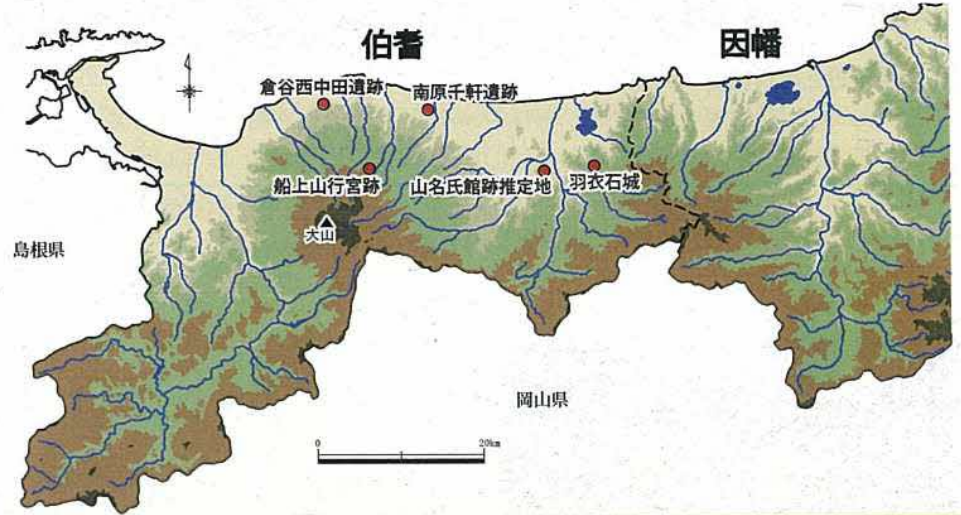 伯耆
因幡
倉谷西中田遺跡
南原千軒遺跡
船上山行宮跡
山名氏館跡推定地
羽衣石城
大山
島根県
岡山県
0
20km